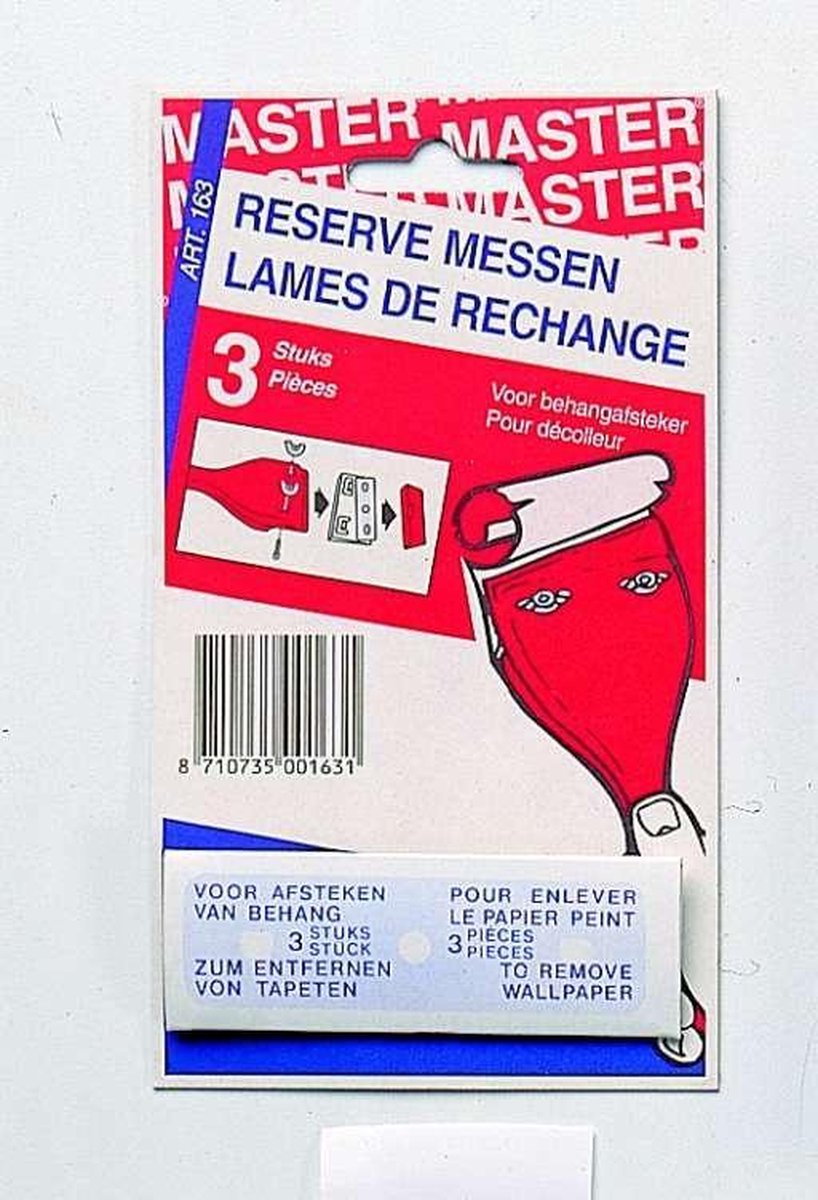 MASTER MASTER®
MASTER
ART. 163
RESERVE MESSEN
LAMES DE RECHANGE
3 Stuks
Pièces
Voor behangafsteker
Pour décolleur
8 710735 001631
VOOR AFSTEKEN
VAN BEHANG
3 STUKS
STÜCK
ZUM ENTFERNEN
VON TAPETEN
POUR ENLEVER
LE PAPIER PEINT
3 PIÈCES
PIECES
TO REMOVE
WALLPAPER